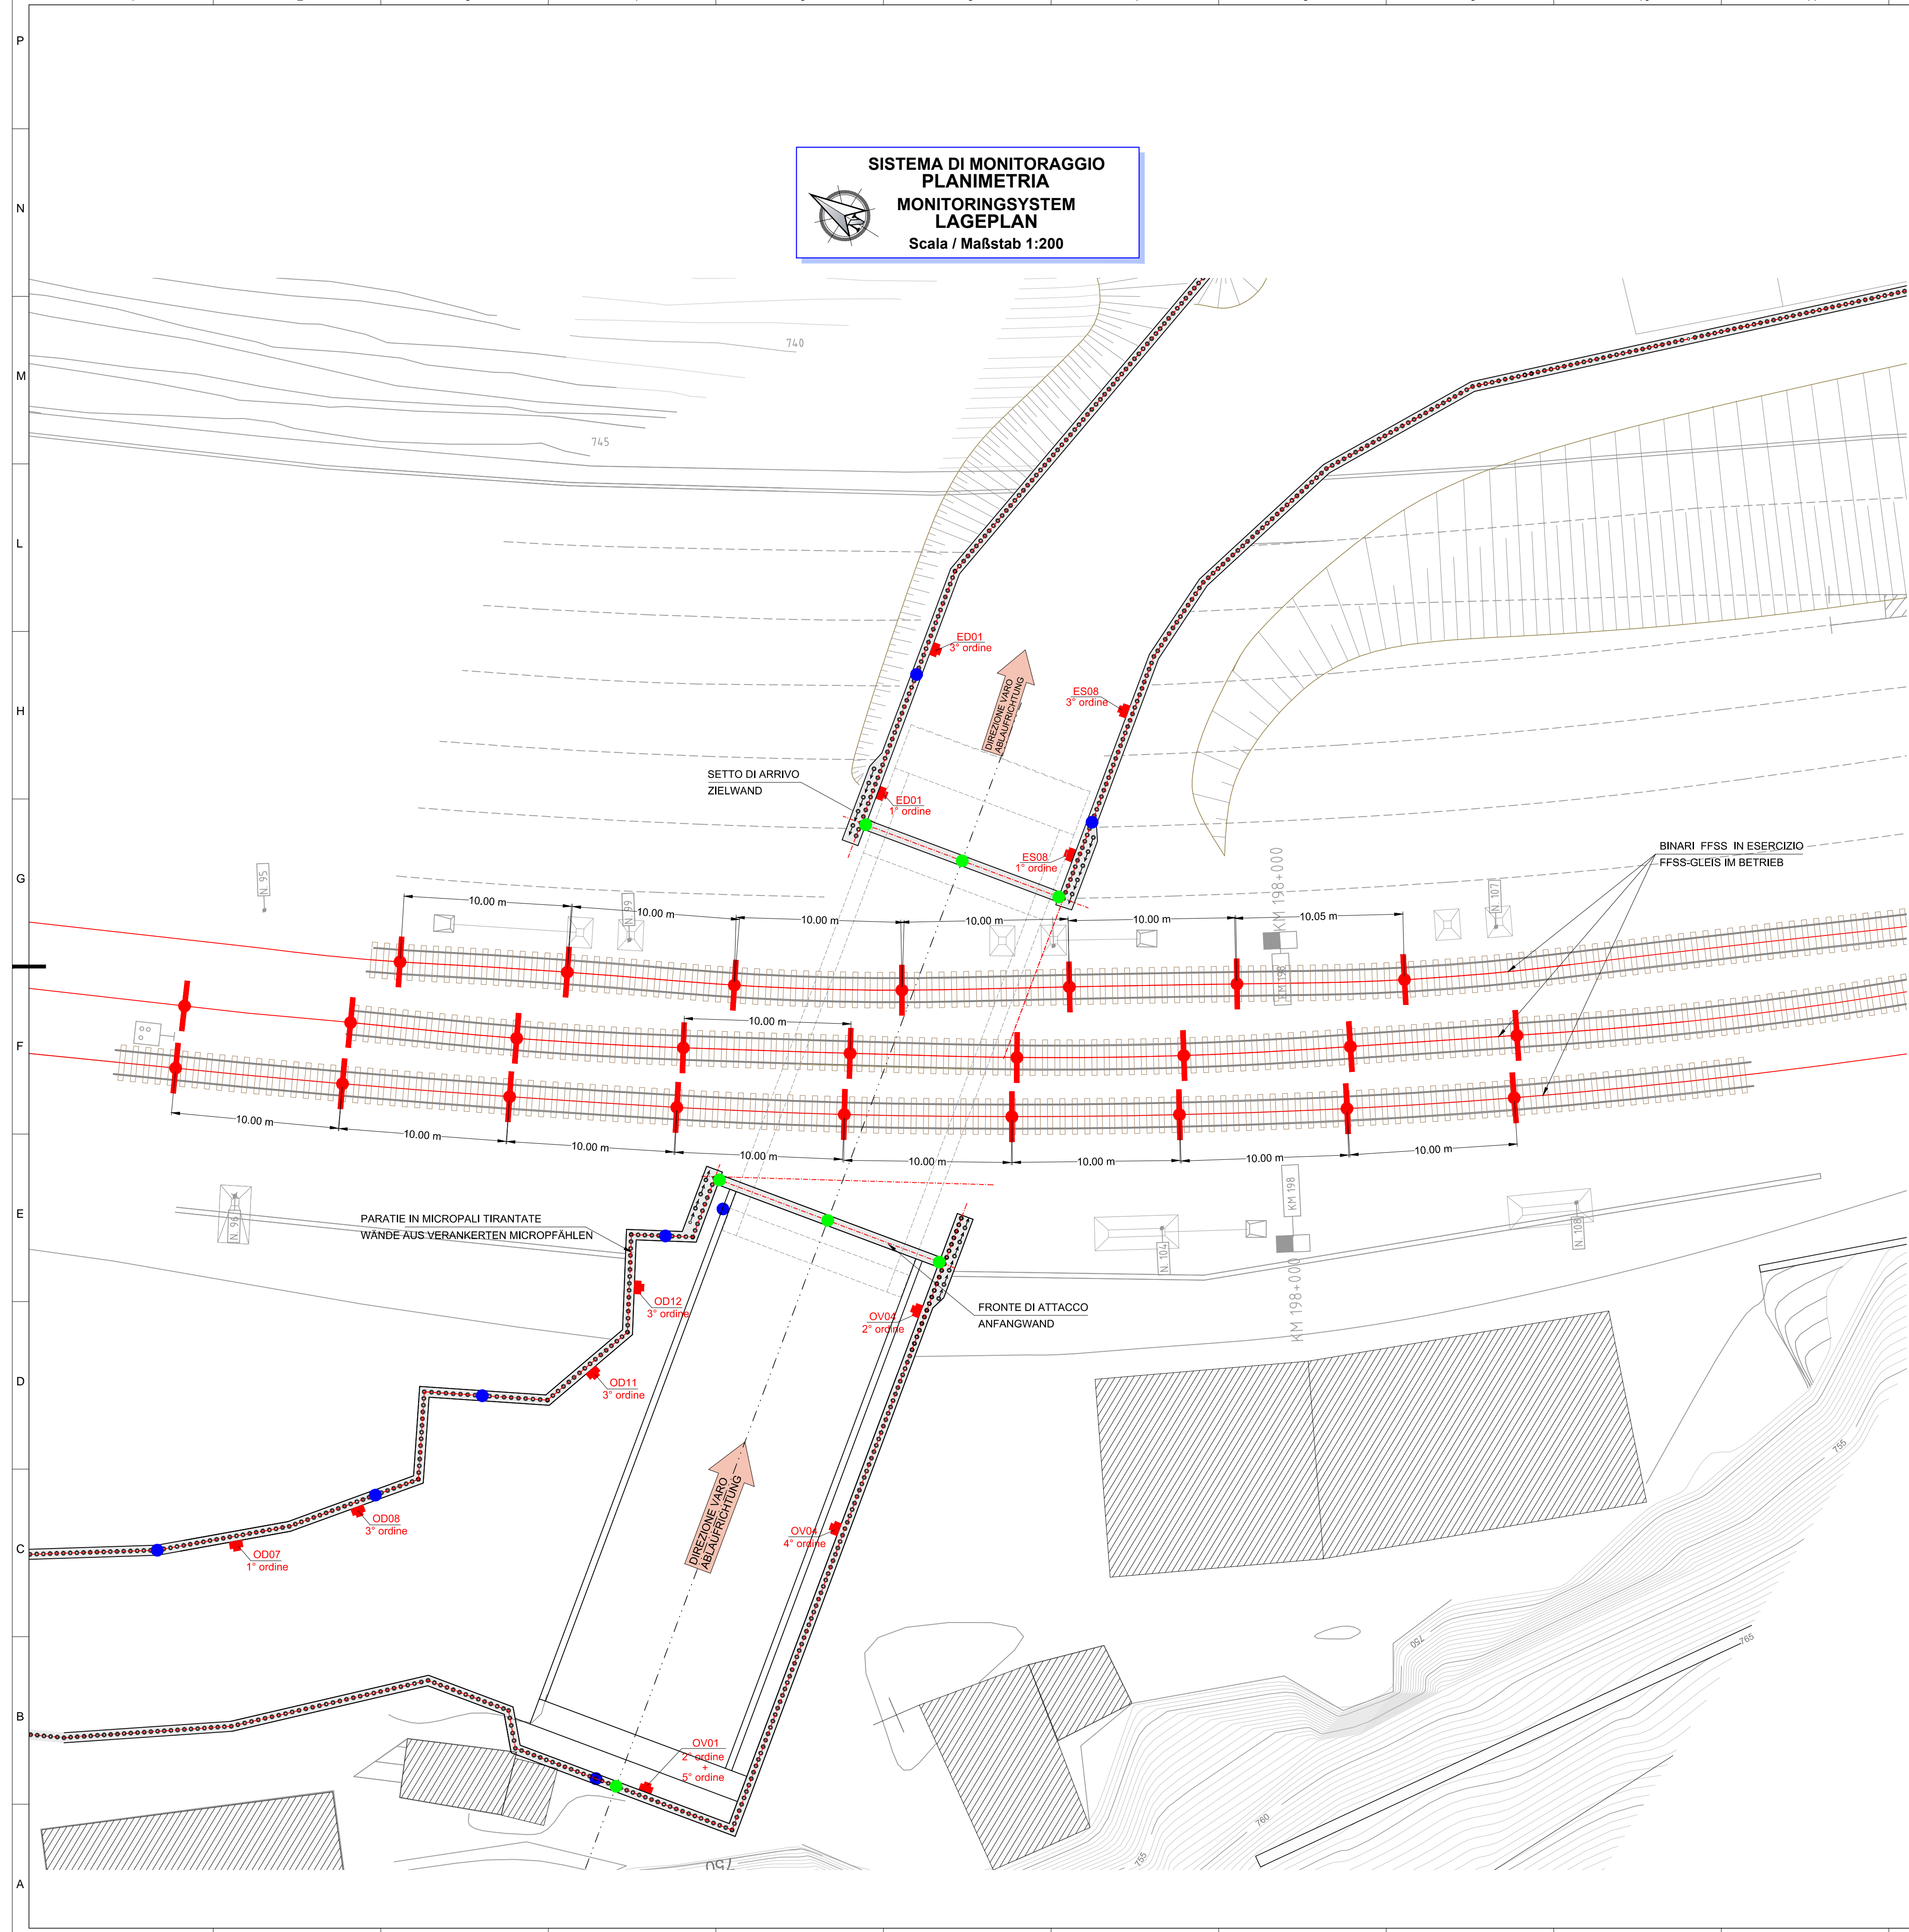 P
N
M
L
H
G
F
E
D
C
B
A
SISTEMA DI MONITORAGGIO
PLANIMETRIA
MONITORINGSYSTEM
LAGEPLAN
Scala / Maßstab 1:200
740
745
ED01
3° ordine
DIREZIONE VARO
ABLAUFRICHTUNG
ES08
3° ordine
SETTO DI ARRIVO
ZIELWAND
ED01
1° ordine
ES08
1° ordine
BINARI FFSS IN ESERCIZIO
FFSS-GLEIS IM BETRIEB
N. 95
N. 99
KM 198+000
KM 198
N. 107
10.00 m
10.00 m
10.00 m
10.00 m
10.00 m
10.05 m
10.00 m
10.00 m
10.00 m
10.00 m
10.00 m
10.00 m
10.00 m
10.00 m
10.00 m
N. 96
PARATIE IN MICROPALI TIRANTATE
WÄNDE AUS VERANKERTEN MICROPFÄHLEN
N. 104
KM 198
KM 198+000
N. 108
OD12
3° ordine
OV04
2° ordine
FRONTE DI ATTACCO
ANFANGWAND
OD11
3° ordine
DIREZIONE VARO
ABLAUFRICHTUNG
OD08
3° ordine
OV04
4° ordine
OD07
1° ordine
OV01
2° ordine
+
5° ordine
755
750
765
760
755
750